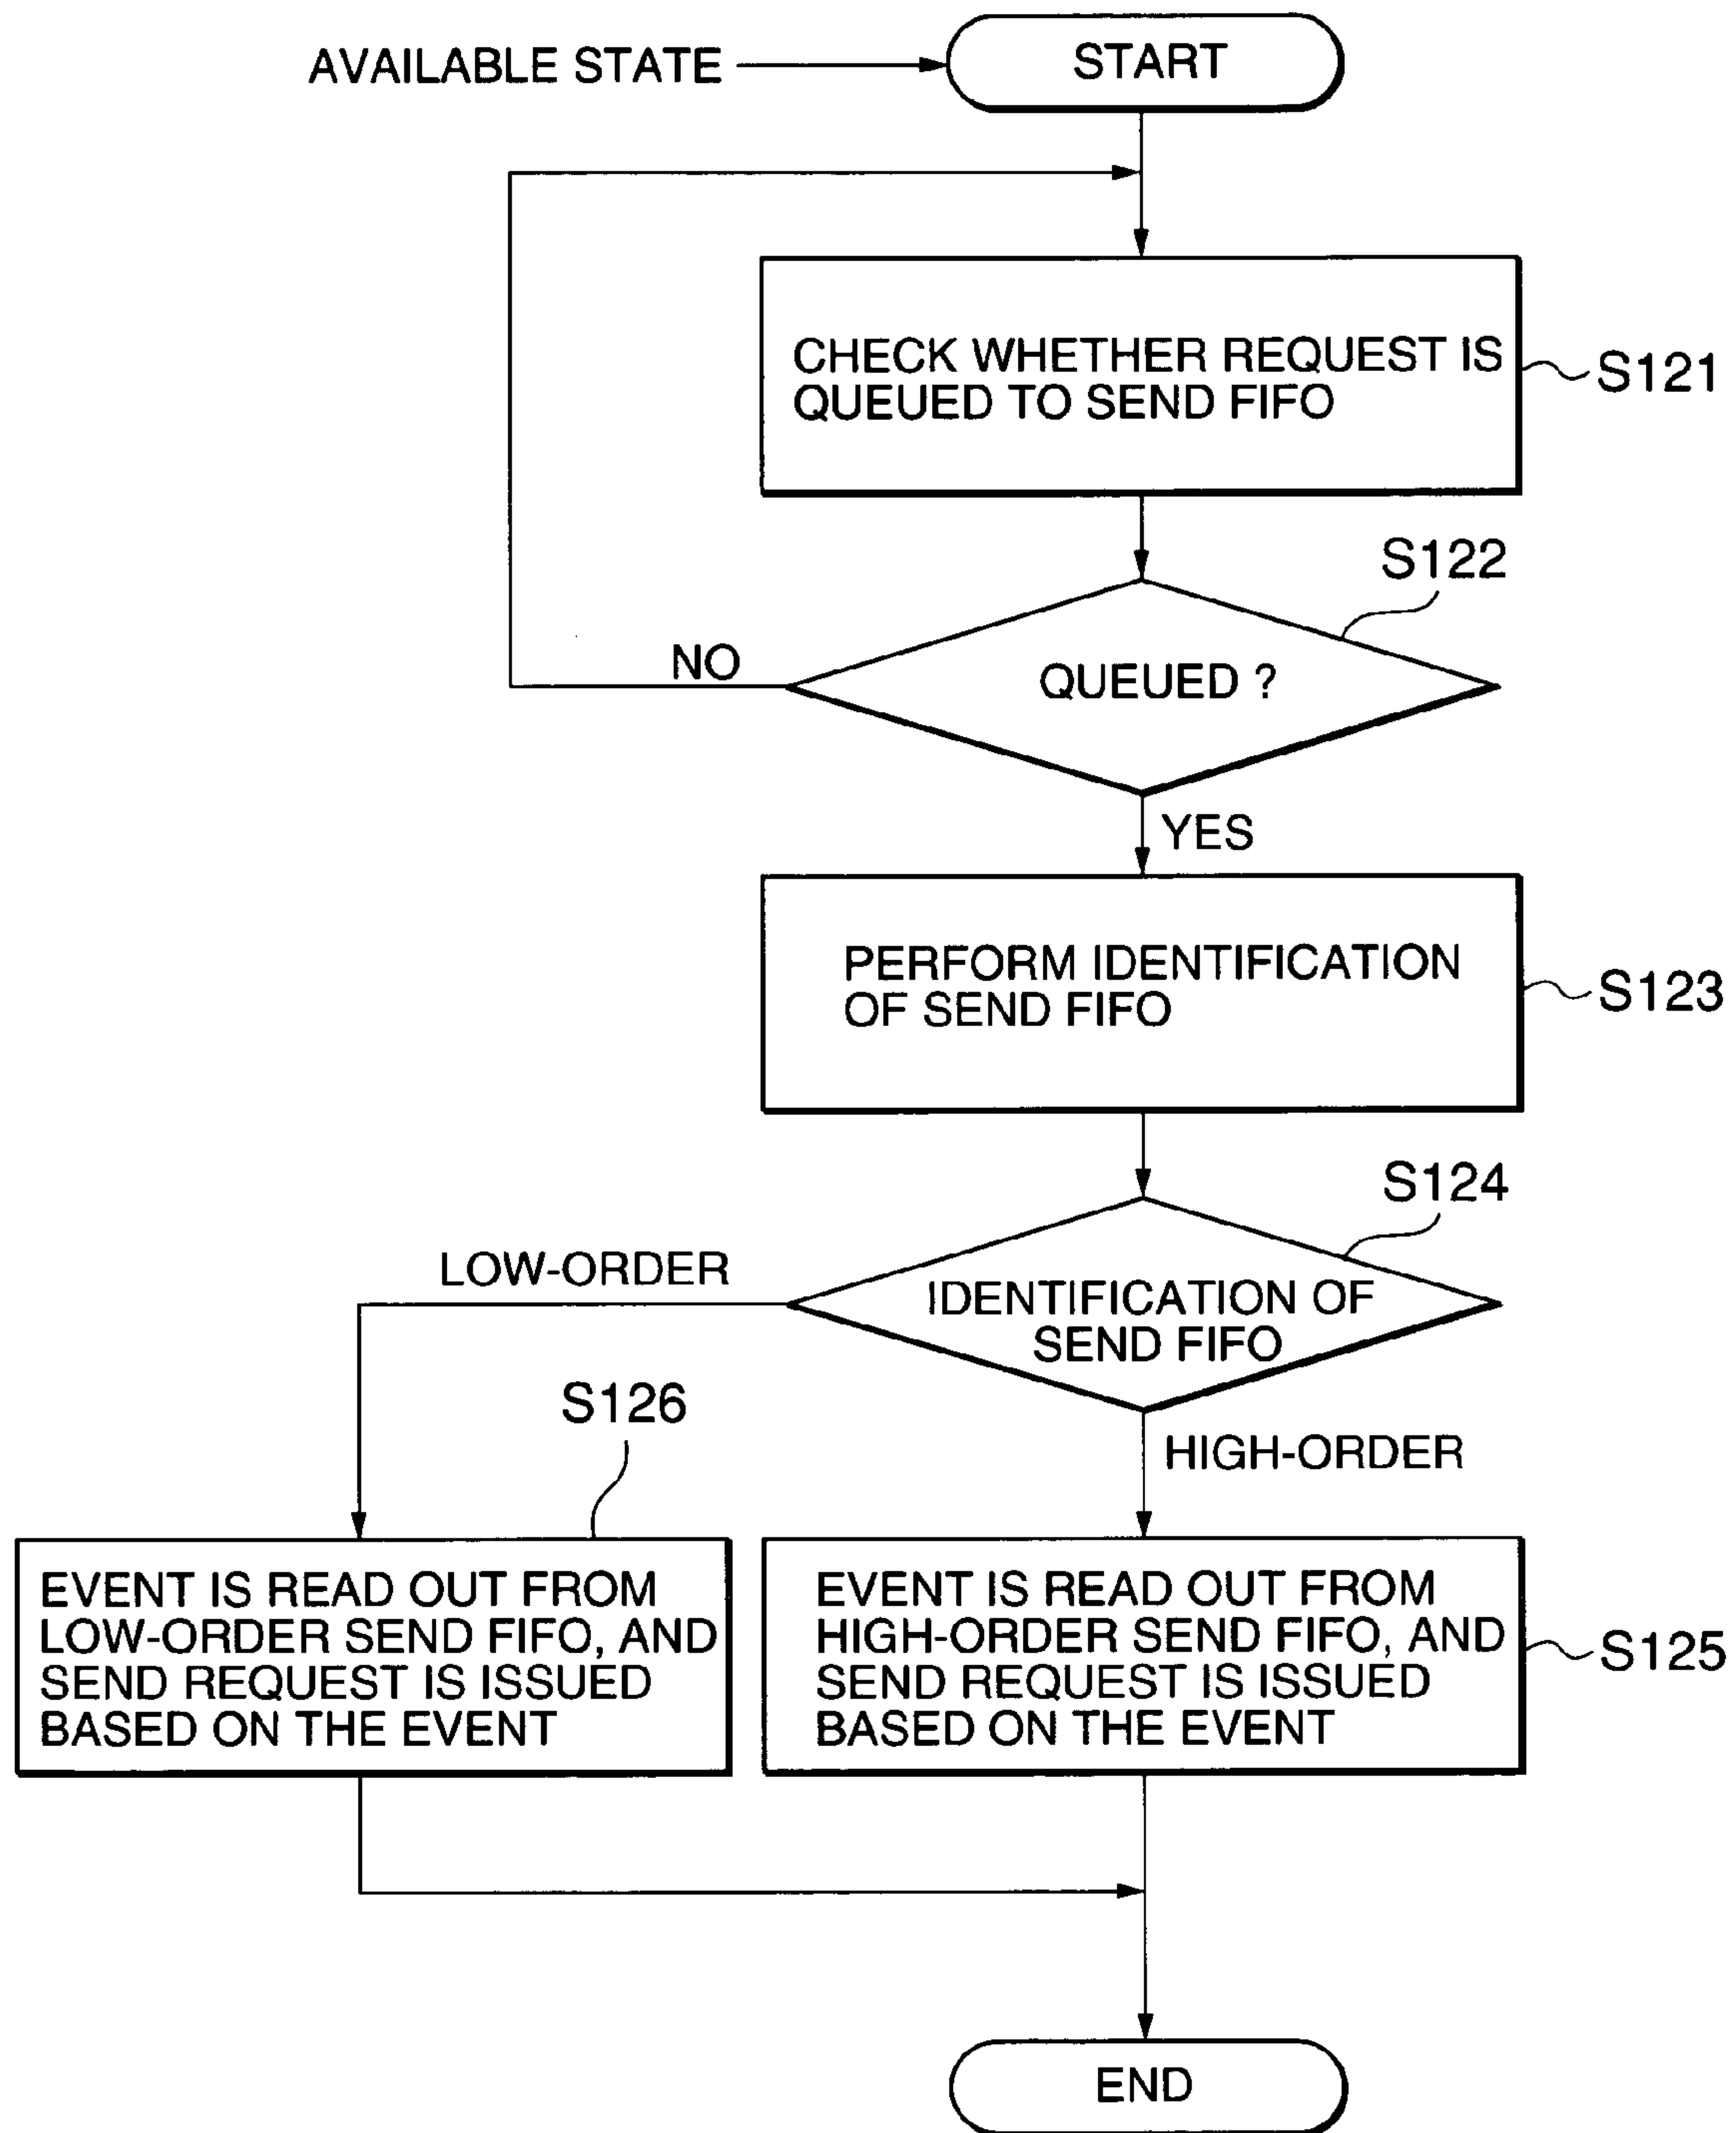 AVAILABLE STATE
START
CHECK WHETHER REQUEST IS
QUEUED TO SEND FIFO
S121
S122
QUEUED ?
NO
YES
PERFORM IDENTIFICATION
OF SEND FIFO
S123
S124
LOW-ORDER
IDENTIFICATION OF
SEND FIFO
S126
HIGH-ORDER
EVENT IS READ OUT FROM
LOW-ORDER SEND FIFO, AND
SEND REQUEST IS ISSUED
BASED ON THE EVENT
EVENT IS READ OUT FROM
HIGH-ORDER SEND FIFO, AND
SEND REQUEST IS ISSUED
BASED ON THE EVENT
S125
END